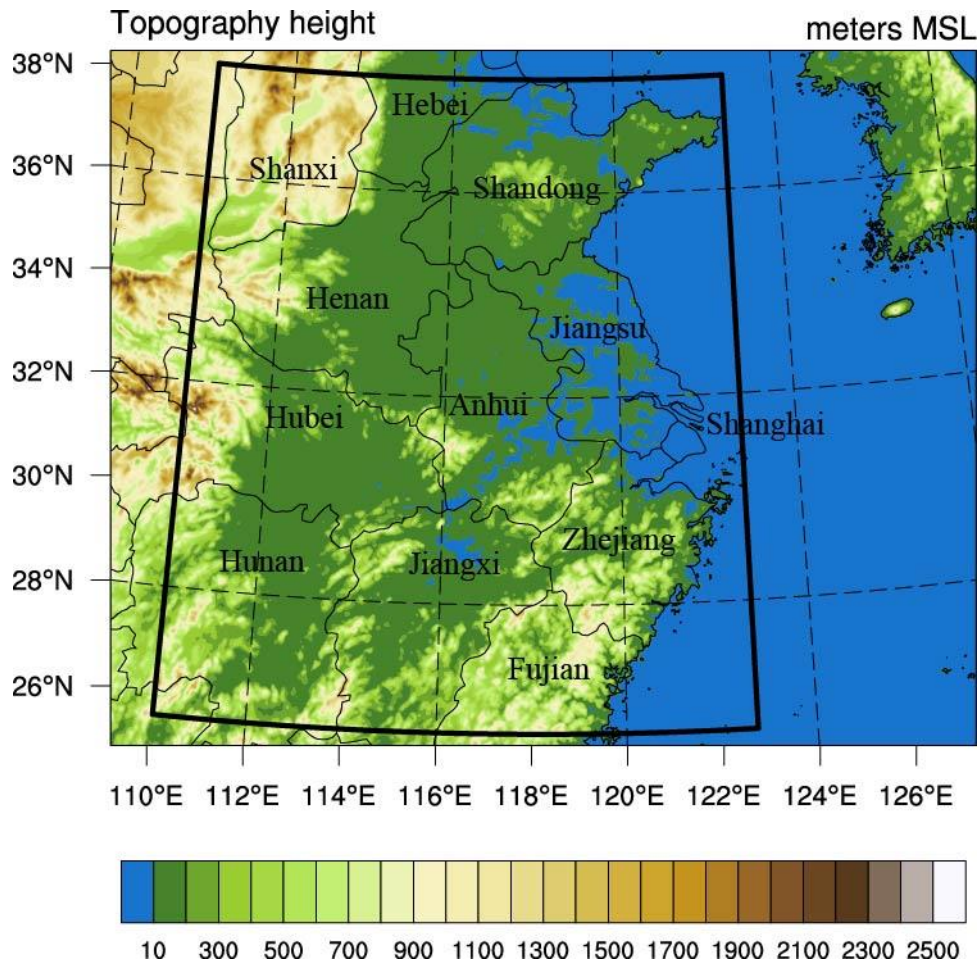 Topography height
meters MSL
38°N
36°N
34°N
32°N
30°N
28°N
26°N
Hebei
Shanxi
Shandong
Henan
Jiangsu
Hubei
Anhui
Shanghai
Zhejiang
Hunan
Jiangxi
Fujian
110°E 112°E 114°E 116°E 118°E 120°E 122°E 124°E 126°E
10 300 500 700 900 1100 1300 1500 1700 1900 2100 2300 2500